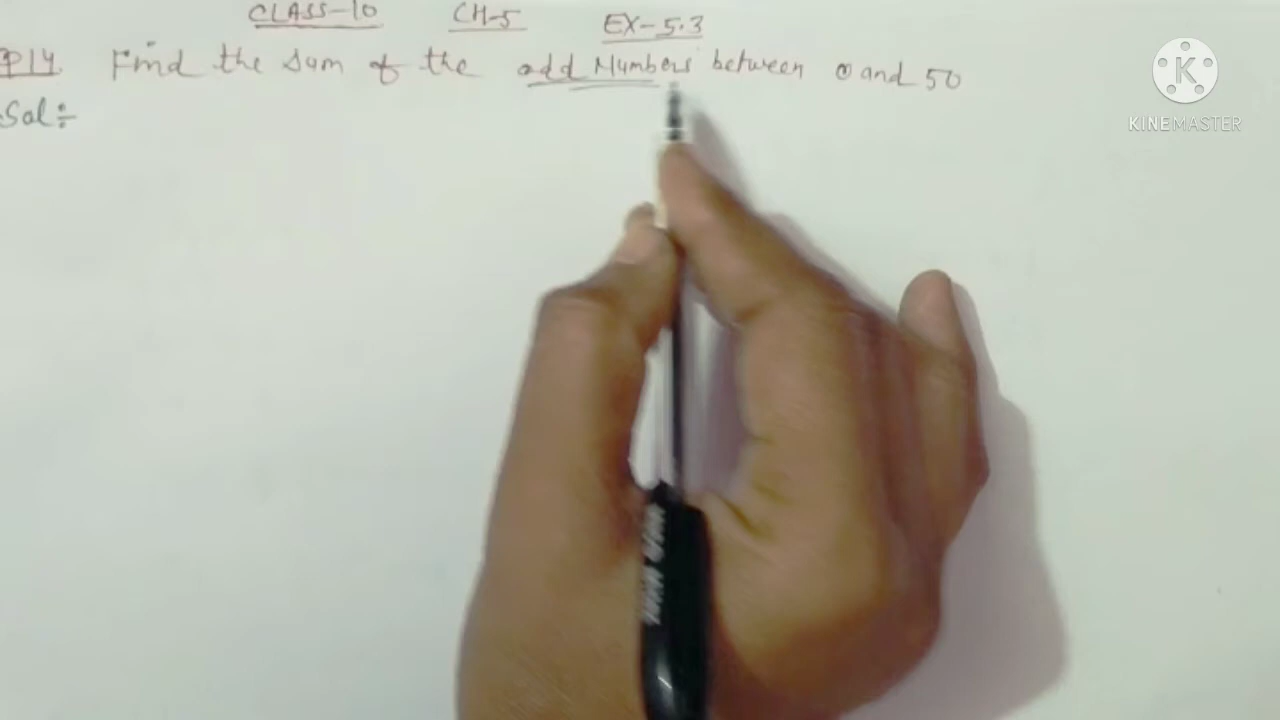 CLASS-10 CH-5 EX-5.3
Find the sum of the odd Numbers between 0 and 50
Sol÷
KINEMASTER